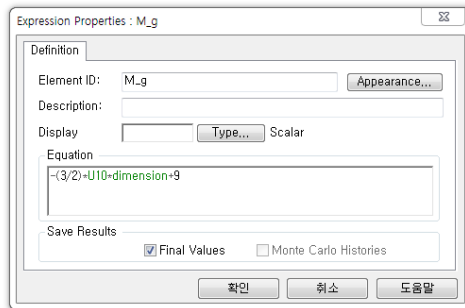 Expression Properties : M_g
Definition
Element ID: M_g Appearance...
Description:
Display Type... Scalar
Equation
-(3/2)*U10*dimension+9
Save Results
Final Values Monte Carlo Histories
확인 취소 도움말